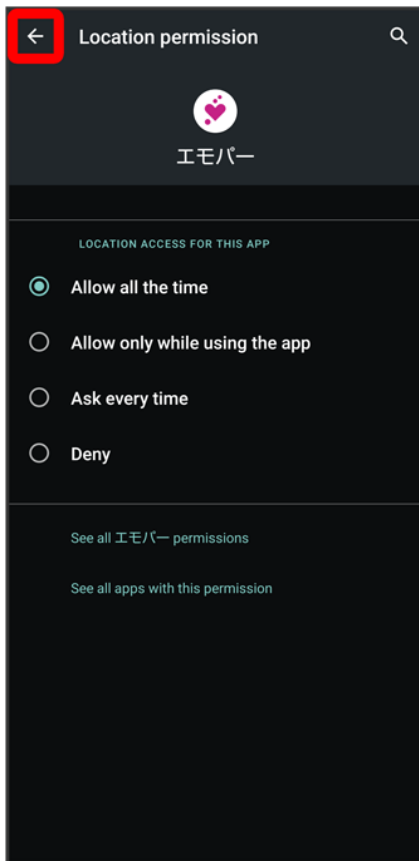 Location permission
エモパー
LOCATION ACCESS FOR THIS APP
Allow all the time
Allow only while using the app
Ask every time
Deny
See all エモパー permissions
See all apps with this permission